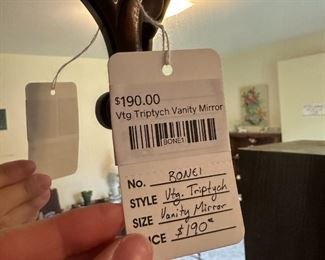 $190.00
Vtg Triptych Vanity Mirror
BONE1
No. BONE1
STYLE Vtg. Triptych
SIZE Vanity Mirror
ICE $190